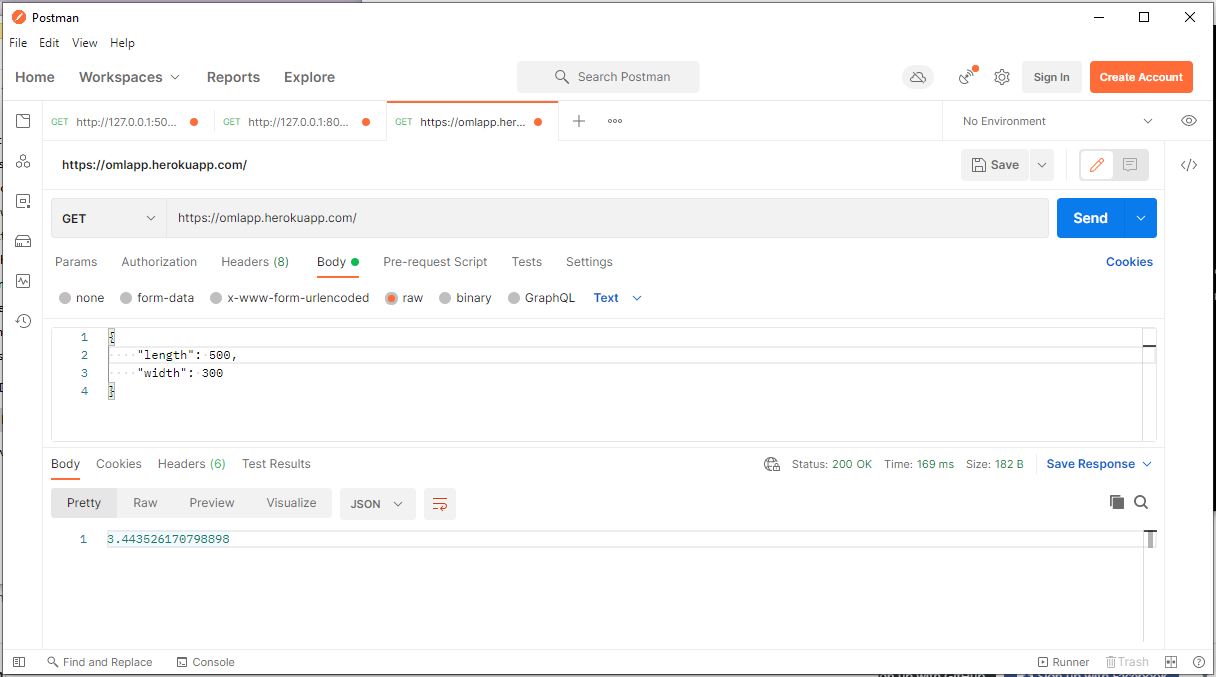 Postman
File Edit View Help
Home Workspaces Reports Explore Search Postman Sign In Create Account
GET http://127.0.0.1:50... GET http://127.0.0.1:80... GET https://omlapp.her... No Environment
https://omlapp.herokuapp.com/ Save
GET https://omlapp.herokuapp.com/ Send
Params Authorization Headers (8) Body Pre-request Script Tests Settings Cookies
none form-data x-www-form-urlencoded raw binary GraphQL Text
1 {
2 "length": 500,
3 "width": 300
4 }
Body Cookies Headers (6) Test Results Status: 200 OK Time: 169 ms Size: 182 B Save Response
Pretty Raw Preview Visualize JSON
1 3.443526170798898
Find and Replace Console Runner Trash